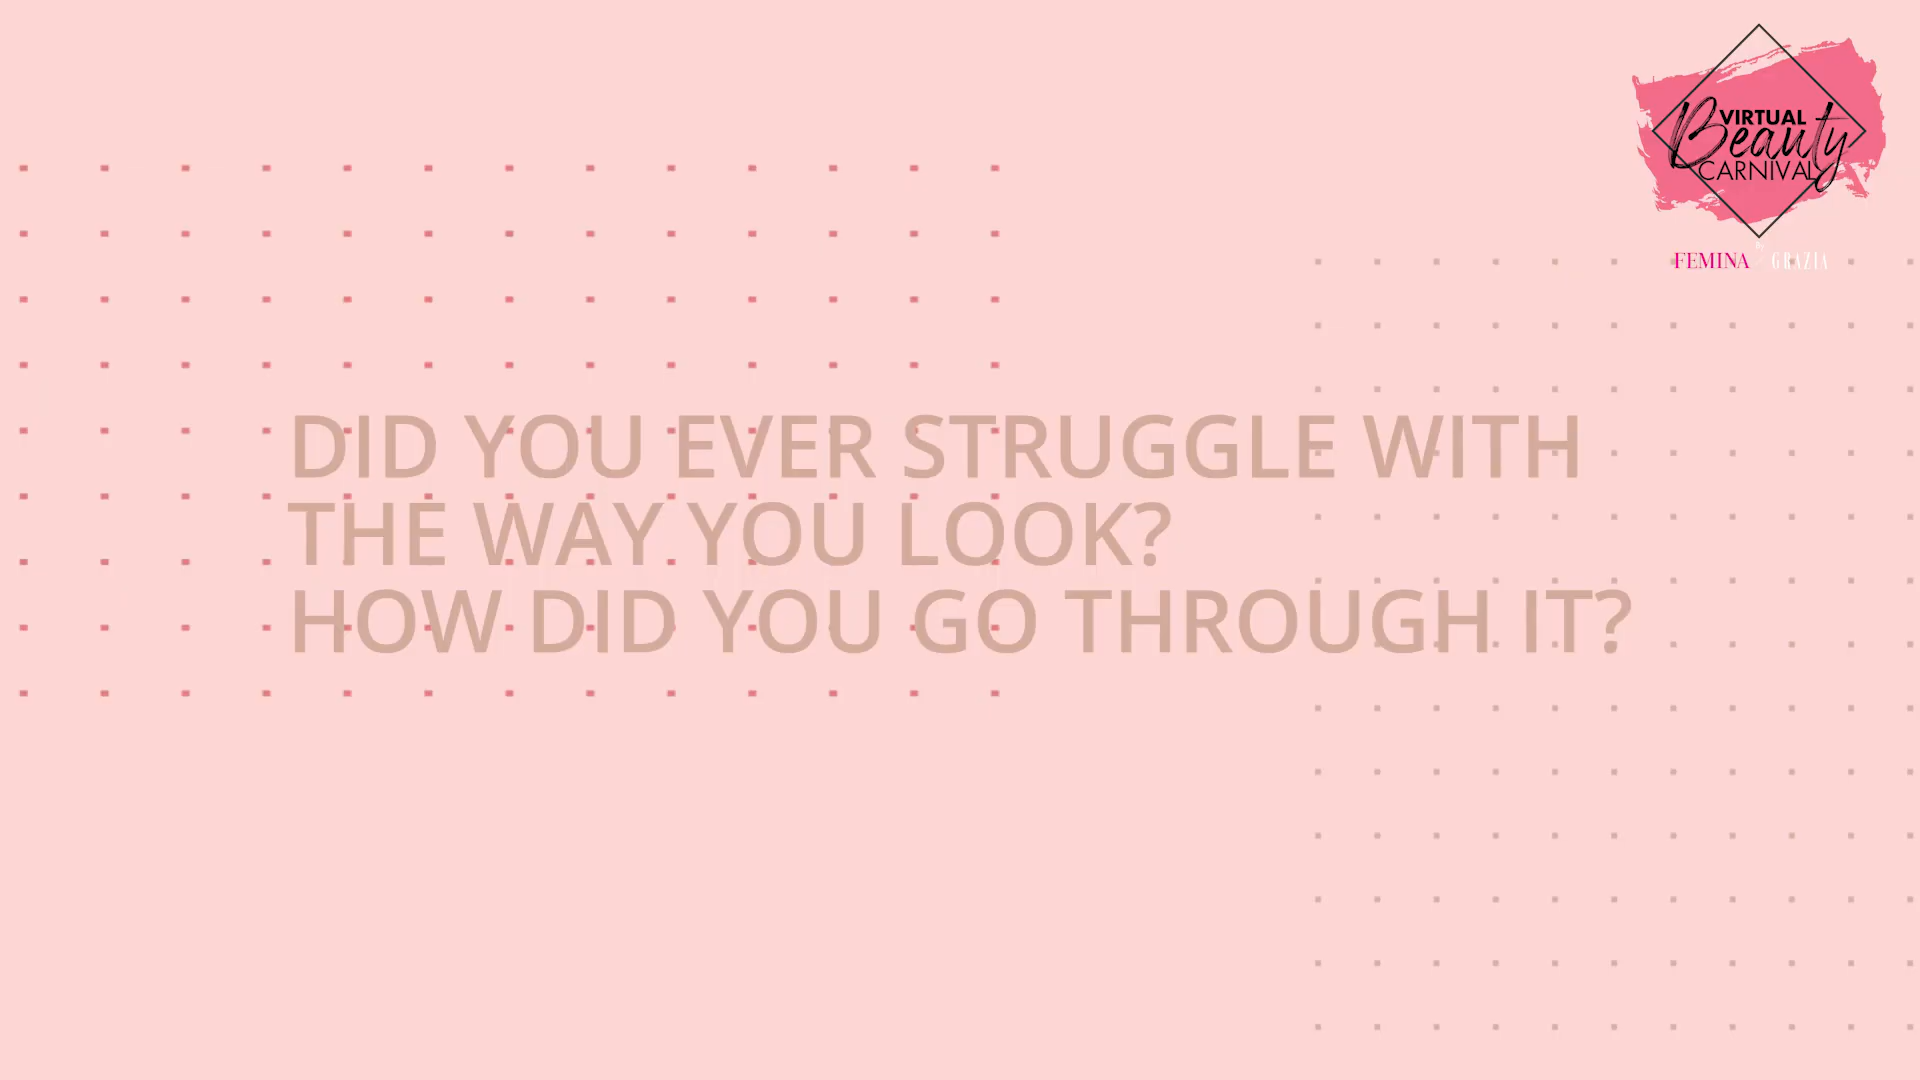 VIRTUAL
Beauty
CARNIVAL
By
FEMINA GRAZIA
DID YOU EVER STRUGGLE WITH
THE WAY YOU LOOK?
HOW DID YOU GO THROUGH IT?